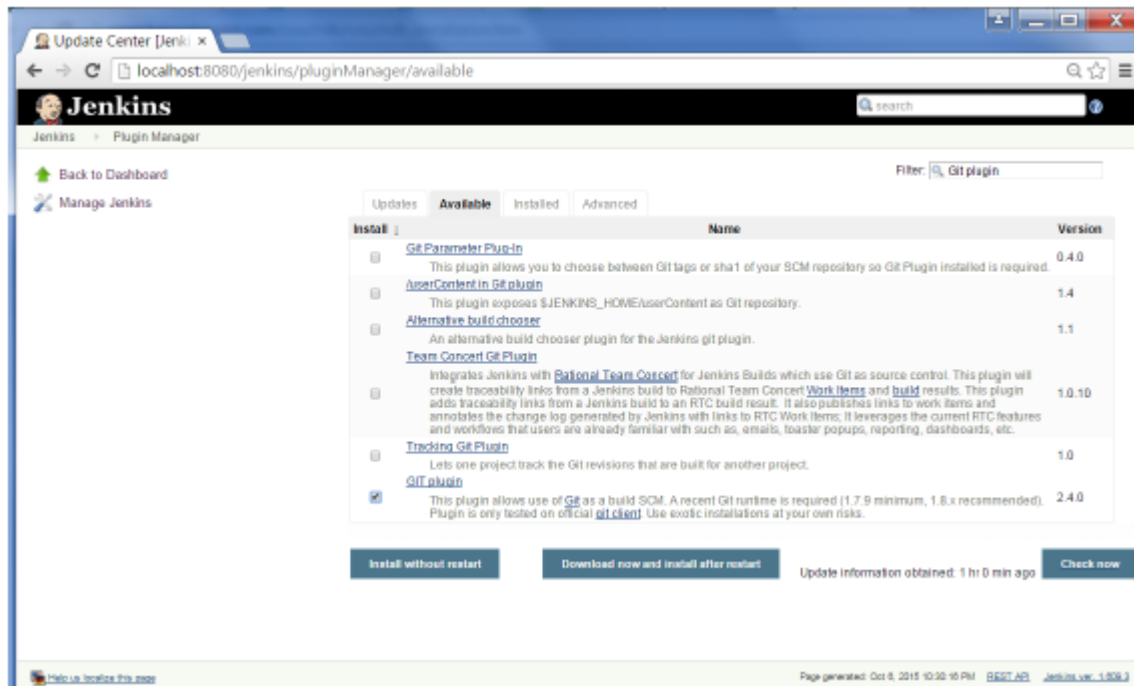 Update Center [Jenki ×
localhost:8080/jenkins/pluginManager/available
Jenkins
search
Jenkins Plugin Manager
Back to Dashboard
Manage Jenkins
Filter: Git plugin
Updates Available Installed Advanced
Install ↓ Name Version
Git Parameter Plug-In
This plugin allows you to choose between Git tags or sha1 of your SCM repository so Git Plugin installed is required.
0.4.0
/userContent in Git plugin
This plugin exposes $JENKINS_HOME/userContent as Git repository.
1.4
Alternative build chooser
An alternative build chooser plugin for the Jenkins git plugin.
1.1
Team Concert Git Plugin
Integrates Jenkins with Rational Team Concert for Jenkins Builds which use Git as source control. This plugin will
create traceability links from a Jenkins build to Rational Team Concert Work Items and build results. This plugin
adds traceability links from a Jenkins build to an RTC build result. It also publishes links to work items and
annotates the change log generated by Jenkins with links to RTC Work Items; It leverages the current RTC features
and workflows that users are already familiar with such as, emails, toaster popups, reporting, dashboards, etc.
1.0.10
Tracking Git Plugin
Lets one project track the Git revisions that are built for another project.
1.0
GIT plugin
This plugin allows use of Git as a build SCM. A recent Git runtime is required (1.7.9 minimum, 1.8.x recommended).
Plugin is only tested on official git client. Use exotic installations at your own risks.
2.4.0
Install without restart
Download now and install after restart
Update information obtained: 1 hr 0 min ago
Check now
Help us localize this page
Page generated: Oct 6, 2015 10:30:16 PM REST API Jenkins ver. 1.609.3